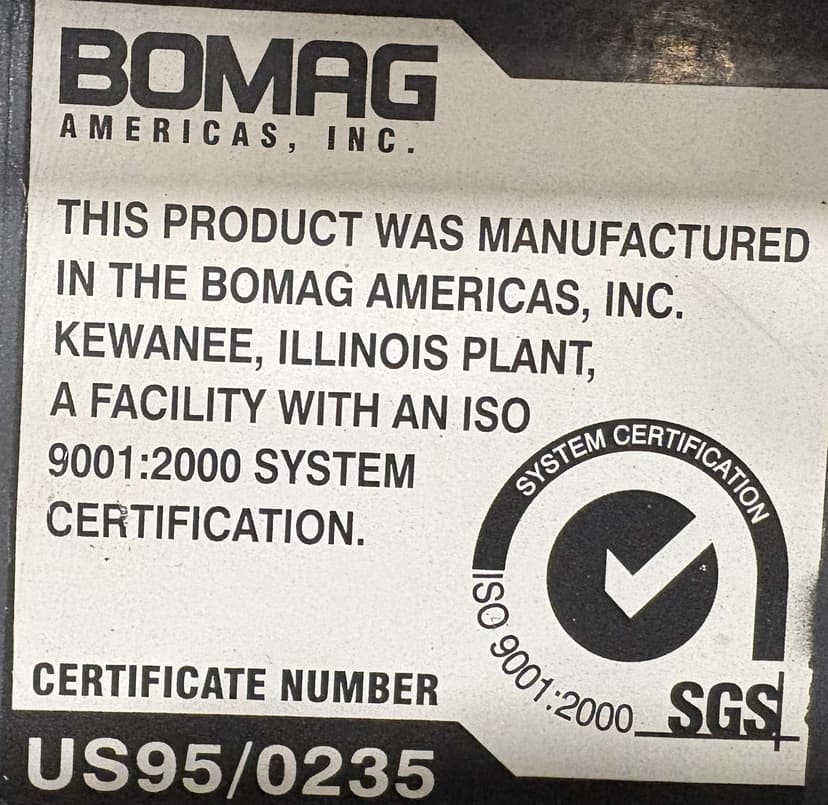 BOMAG
AMERICAS, INC.
THIS PRODUCT WAS MANUFACTURED
IN THE BOMAG AMERICAS, INC.
KEWANEE, ILLINOIS PLANT,
A FACILITY WITH AN ISO
9001:2000 SYSTEM
CERTIFICATION.
SYSTEM CERTIFICATION
ISO 9001:2000
SGS
CERTIFICATE NUMBER
US95/0235